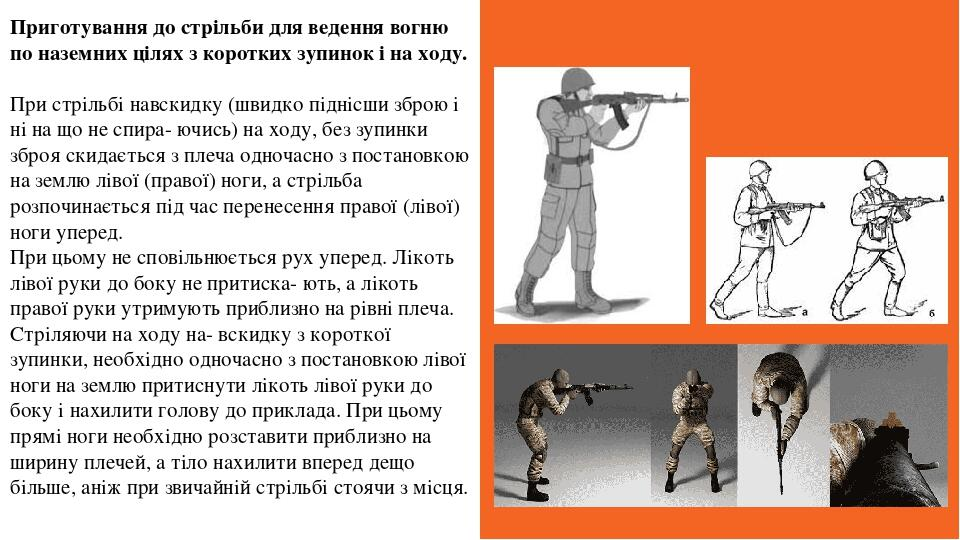 Приготування до стрільби для ведення вогню
по наземних цілях з коротких зупинок і на ходу.
При стрільбі навскидку (швидко піднісши зброю і
ні на що не спира- ючись) на ходу, без зупинки
зброя скидається з плеча одночасно з постановкою
на землю лівої (правої) ноги, а стрільба
розпочинається під час перенесення правої (лівої)
ноги уперед.
При цьому не сповільнюється рух уперед. Лікоть
лівої руки до боку не притиска- ють, а лікоть
правої руки утримують приблизно на рівні плеча.
Стріляючи на ходу на- вскидку з короткої
зупинки, необхідно одночасно з постановкою лівої
ноги на землю притиснути лікоть лівої руки до
боку і нахилити голову до приклада. При цьому
прямі ноги необхідно розставити приблизно на
ширину плечей, а тіло нахилити вперед дещо
більше, аніж при звичайній стрільбі стоячи з місця.
а
б